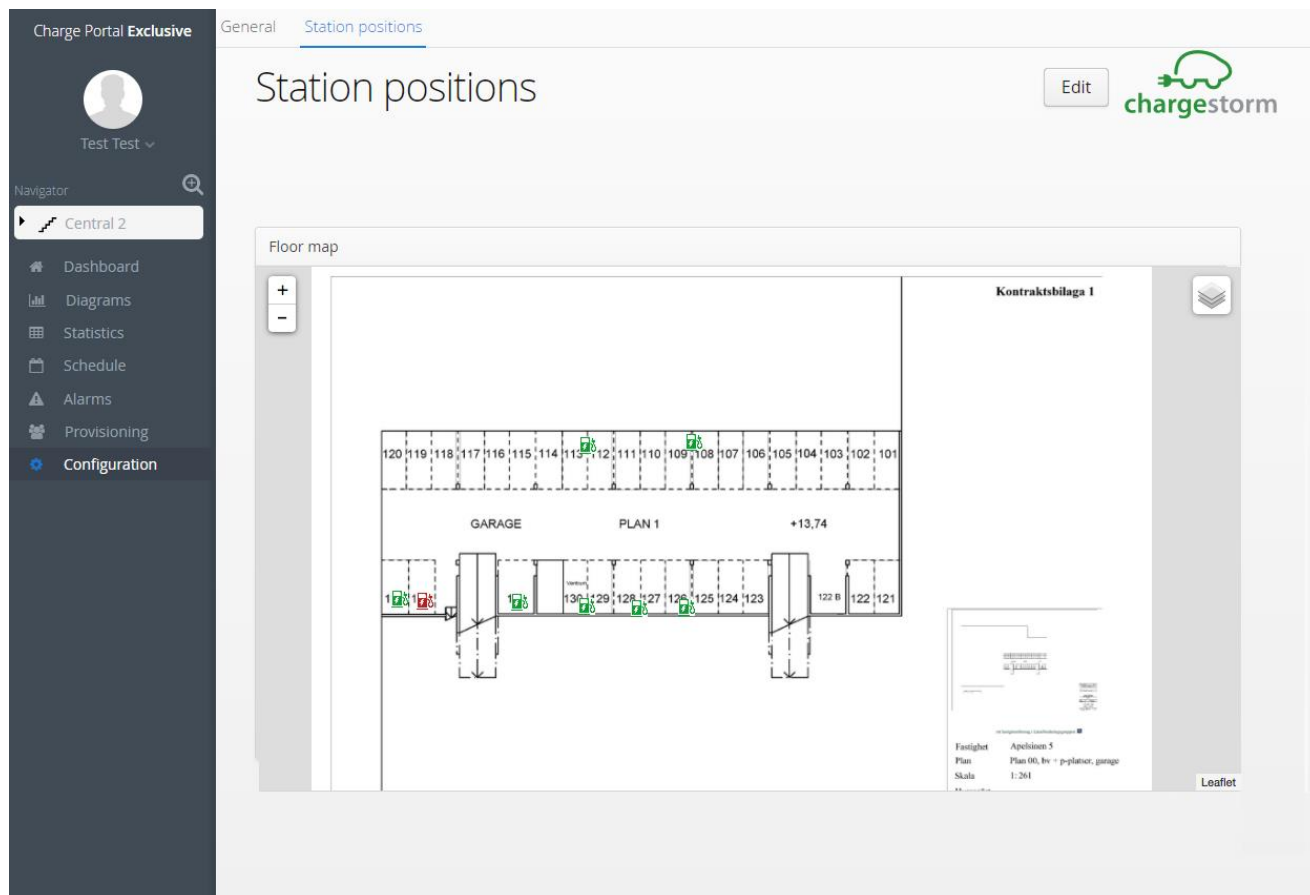 Charge Portal Exclusive
General Station positions
Station positions
Edit
chargestorm
Test Test
Navigator
Central 2
Dashboard
Diagrams
Statistics
Schedule
Alarms
Provisioning
Configuration
Floor map
+
-
Kontraktsbilaga 1
120 119 118 117 116 115 114 111 110 109 108 107 106 105 104 103 102 101
GARAGE PLAN 1 +13,74
129 128 127 125 124 123 122 B 122 121
Fastighet Apelsinen 5
Plan Plan 00, bv + p-platser, garage
Skala 1:261
Leaflet